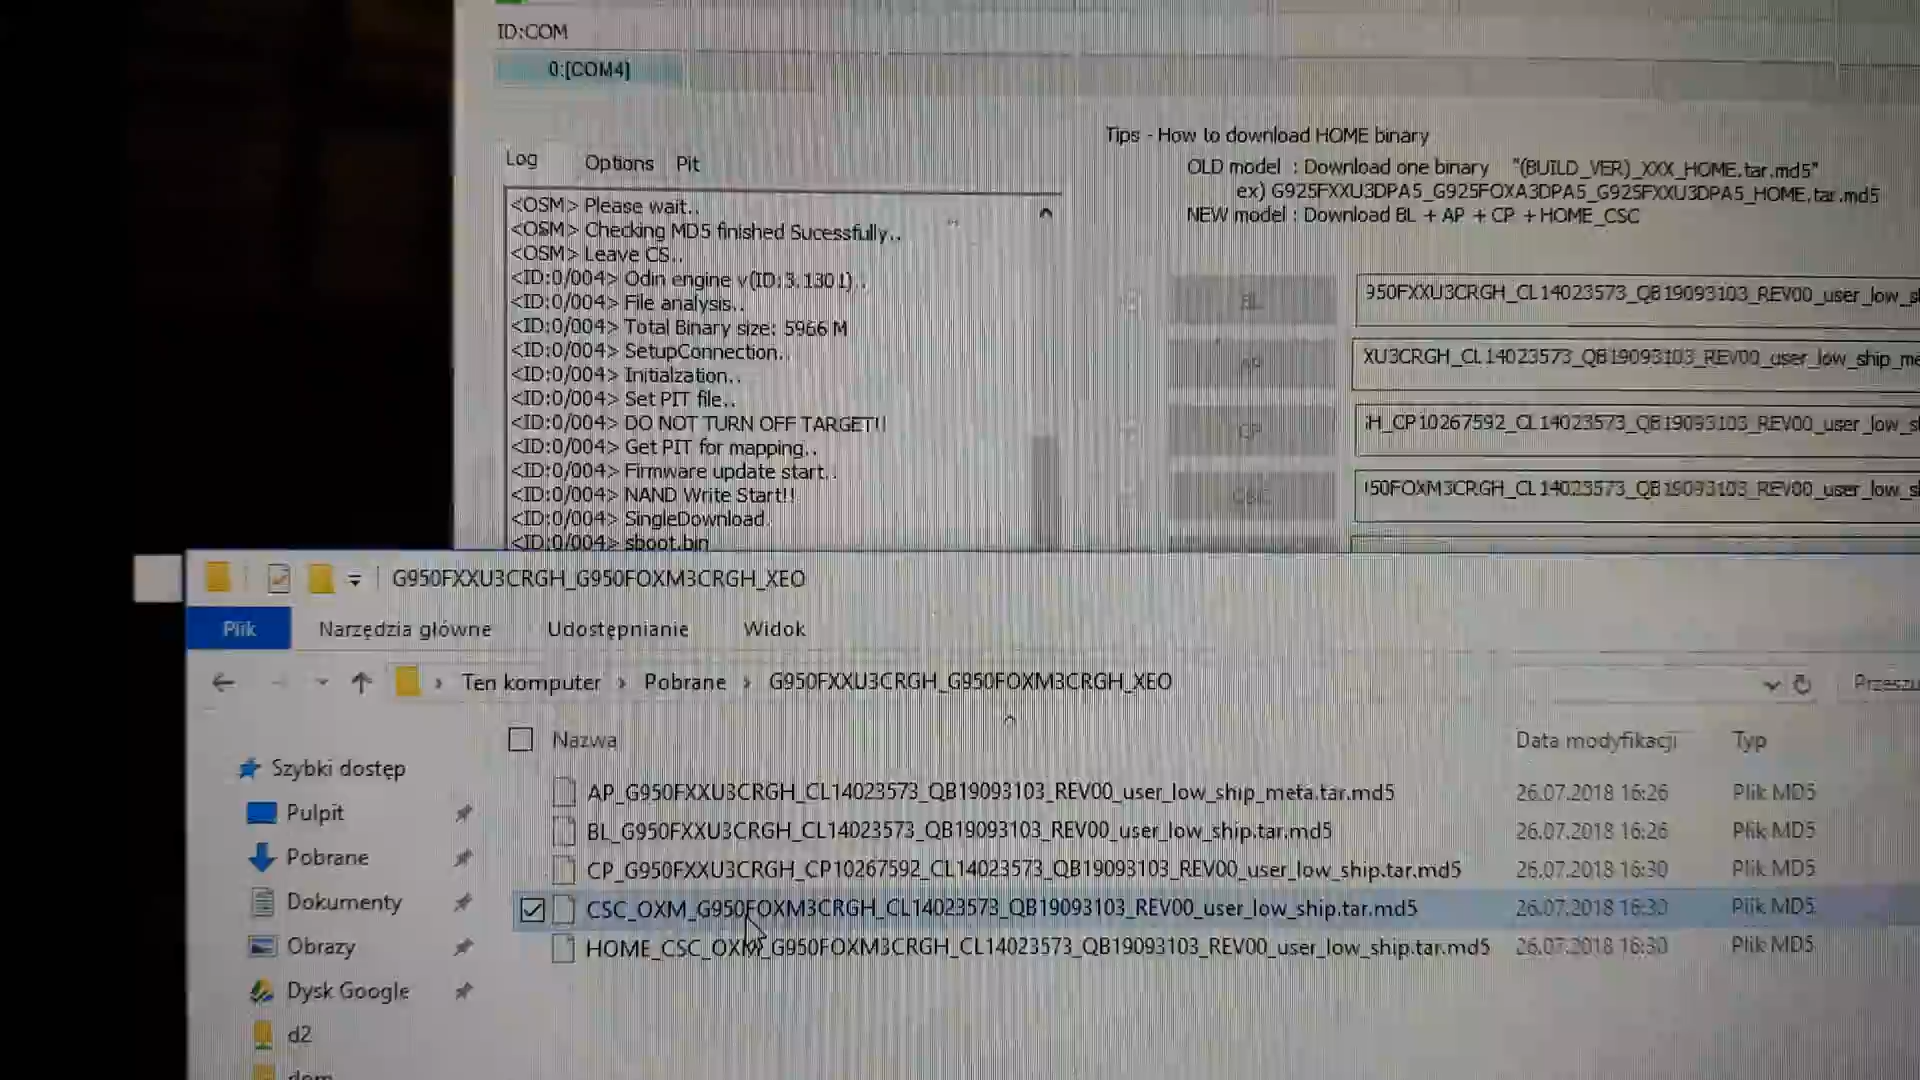 ID:COM
0:[COM4]
Log Options Pit
<OSM> Please wait..
<OSM> Checking MD5 finished Sucessfully..
<OSM> Leave CS..
<ID:0/004> Odin engine v(ID:3.1301)..
<ID:0/004> File analysis..
<ID:0/004> Total Binary size: 5966 M
<ID:0/004> SetupConnection..
<ID:0/004> Initialzation..
<ID:0/004> Set PIT file..
<ID:0/004> DO NOT TURN OFF TARGET!!
<ID:0/004> Get PIT for mapping..
<ID:0/004> Firmware update start..
<ID:0/004> NAND Write Start!!
<ID:0/004> SingleDownload.
<ID:0/004> sboot.bin
Tips - How to download HOME binary
OLD model : Download one binary "(BUILD_VER)_XXX_HOME.tar.md5"
ex) G925FXXU3DPA5_G925FOXA3DPA5_G925FXXU3DPA5_HOME.tar.md5
NEW model : Download BL + AP + CP + HOME_CSC
BL 950FXXU3CRGH_CL14023573_QB19093103_REV00_user_low_s
AP XU3CRGH_CL14023573_QB19093103_REV00_user_low_ship_me
CP H_CP10267592_CL14023573_QB19093103_REV00_user_low_s
CSC 50FOXM3CRGH_CL14023573_QB19093103_REV00_user_low_s
G950FXXU3CRGH_G950FOXM3CRGH_XEO
Plik Narzędzia główne Udostępnianie Widok
Ten komputer › Pobrane › G950FXXU3CRGH_G950FOXM3CRGH_XEO Przeszu
Nazwa Data modyfikacji Typ
AP_G950FXXU3CRGH_CL14023573_QB19093103_REV00_user_low_ship_meta.tar.md5 26.07.2018 16:26 Plik MD5
BL_G950FXXU3CRGH_CL14023573_QB19093103_REV00_user_low_ship.tar.md5 26.07.2018 16:26 Plik MD5
CP_G950FXXU3CRGH_CP10267592_CL14023573_QB19093103_REV00_user_low_ship.tar.md5 26.07.2018 16:30 Plik MD5
CSC_OXM_G950FOXM3CRGH_CL14023573_QB19093103_REV00_user_low_ship.tar.md5 26.07.2018 16:30 Plik MD5
HOME_CSC_OXM_G950FOXM3CRGH_CL14023573_QB19093103_REV00_user_low_ship.tar.md5 26.07.2018 16:30 Plik MD5
Szybki dostęp
Pulpit
Pobrane
Dokumenty
Obrazy
Dysk Google
d2
dom